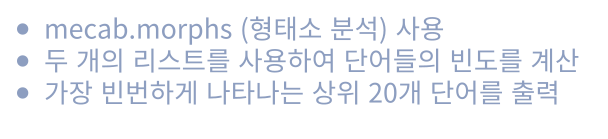 • mecab.morphs (형태소 분석) 사용
• 두 개의 리스트를 사용하여 단어들의 빈도를 계산
• 가장 빈번하게 나타나는 상위 20개 단어를 출력